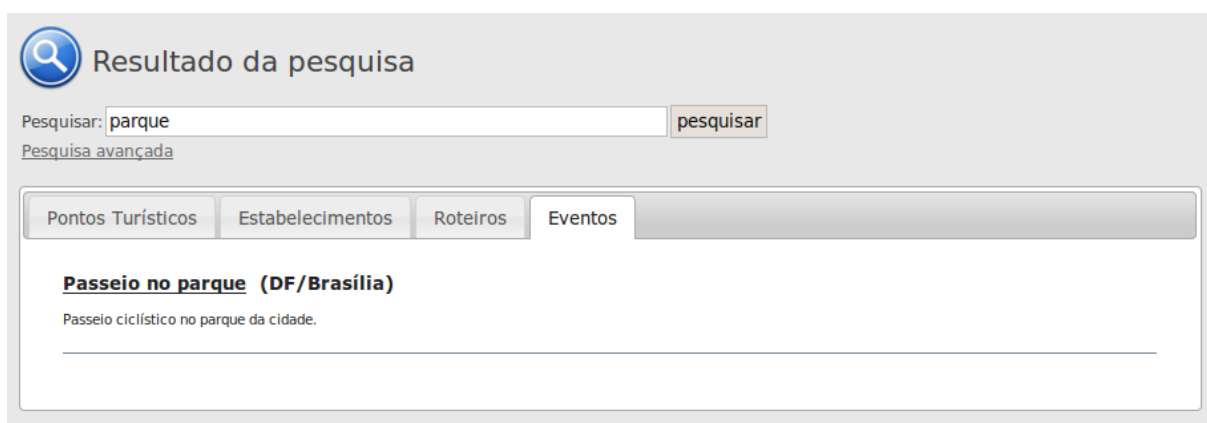 Resultado da pesquisa
Pesquisar: parque pesquisar
Pesquisa avançada
Pontos Turísticos Estabelecimentos Roteiros Eventos
Passeio no parque (DF/Brasília)
Passeio ciclístico no parque da cidade.